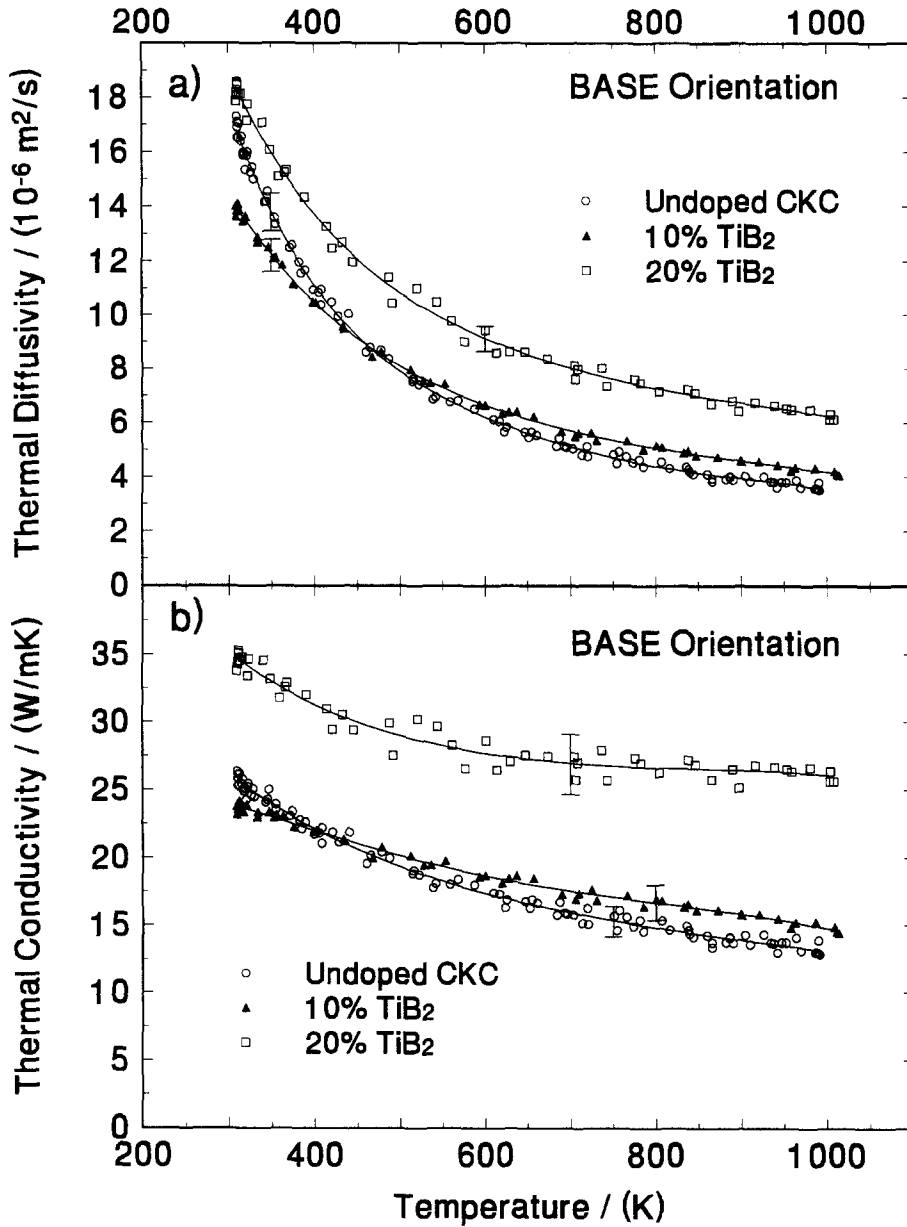 200 400 600 800 1000
a) BASE Orientation
Thermal Diffusivity / (10⁻⁶ m²/s)
18
16
14
12
10
8
6
4
2
0
Undoped CKC
10% TiB₂
20% TiB₂
b) BASE Orientation
Thermal Conductivity / (W/mK)
35
30
25
20
15
10
5
0
Undoped CKC
10% TiB₂
20% TiB₂
200 400 600 800 1000
Temperature / (K)